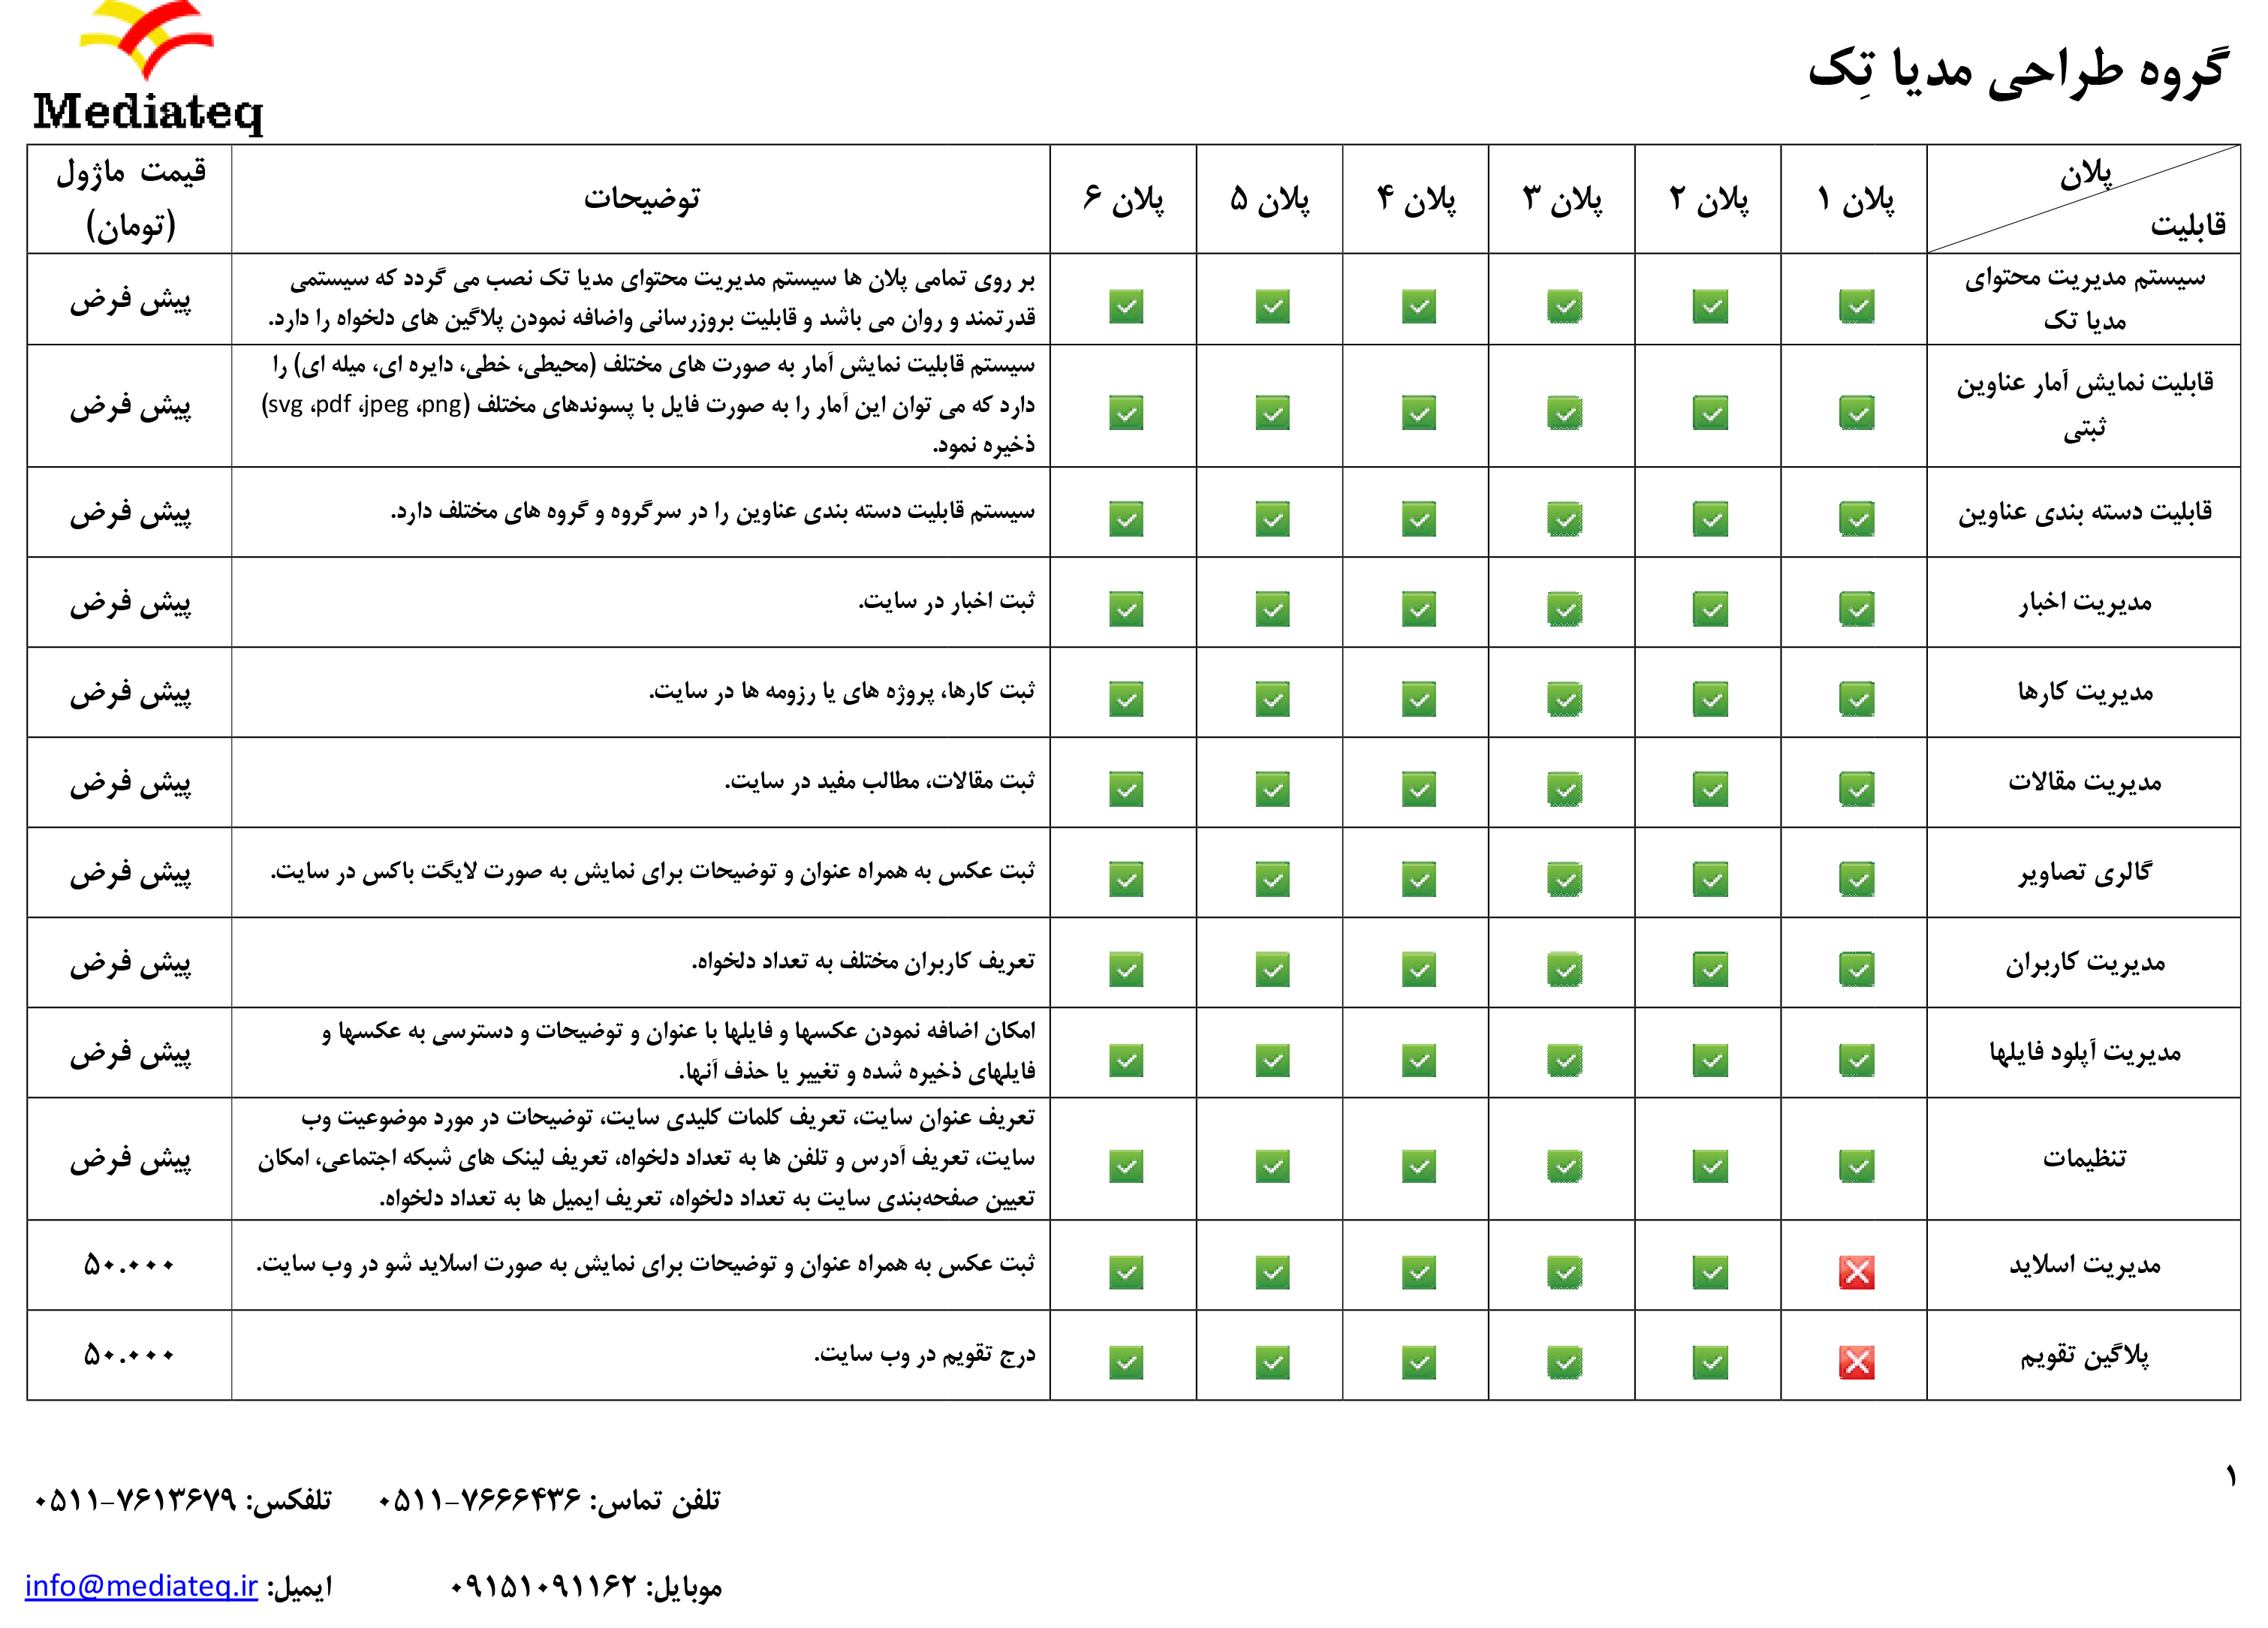 گروه طراحی مدیا تِک
Mediateq
پلان
قابلیت
پلان ۱
پلان ۲
پلان ۳
پلان ۴
پلان ۵
پلان ۶
توضیحات
قیمت ماژول
(تومان)
سیستم مدیریت محتوای
مدیا تک
بر روی تمامی پلان ها سیستم مدیریت محتوای مدیا تک نصب می گردد که سیستمی
قدرتمند و روان می باشد و قابلیت بروزرسانی واضافه نمودن پلاگین های دلخواه را دارد.
پیش فرض
قابلیت نمایش آمار عناوین
ثبتی
سیستم قابلیت نمایش آمار به صورت های مختلف (محیطی، خطی، دایره ای، میله ای) را
دارد که می توان این آمار را به صورت فایل با پسوندهای مختلف (svg ،pdf ،jpeg ،png)
ذخیره نمود.
پیش فرض
قابلیت دسته بندی عناوین
سیستم قابلیت دسته بندی عناوین را در سرگروه و گروه های مختلف دارد.
پیش فرض
مدیریت اخبار
ثبت اخبار در سایت.
پیش فرض
مدیریت کارها
ثبت کارها، پروژه های یا رزومه ها در سایت.
پیش فرض
مدیریت مقالات
ثبت مقالات، مطالب مفید در سایت.
پیش فرض
گالری تصاویر
ثبت عکس به همراه عنوان و توضیحات برای نمایش به صورت لایگت باکس در سایت.
پیش فرض
مدیریت کاربران
تعریف کاربران مختلف به تعداد دلخواه.
پیش فرض
مدیریت آپلود فایلها
امکان اضافه نمودن عکسها و فایلها با عنوان و توضیحات و دسترسی به عکسها و
فایلهای ذخیره شده و تغییر یا حذف آنها.
پیش فرض
تنظیمات
تعریف عنوان سایت، تعریف کلمات کلیدی سایت، توضیحات در مورد موضوعیت وب
سایت، تعریف آدرس و تلفن ها به تعداد دلخواه، تعریف لینک های شبکه اجتماعی، امکان
تعیین صفحه‌بندی سایت به تعداد دلخواه، تعریف ایمیل ها به تعداد دلخواه.
پیش فرض
مدیریت اسلاید
ثبت عکس به همراه عنوان و توضیحات برای نمایش به صورت اسلاید شو در وب سایت.
۵۰.۰۰۰
پلاگین تقویم
درج تقویم در وب سایت.
۵۰.۰۰۰
۱
تلفن تماس: ۷۶۶۶۴۳۶-۰۵۱۱ تلفکس: ۷۶۱۳۶۷۹-۰۵۱۱
موبایل: ۰۹۱۵۱۰۹۱۱۶۲ ایمیل: info@mediateq.ir